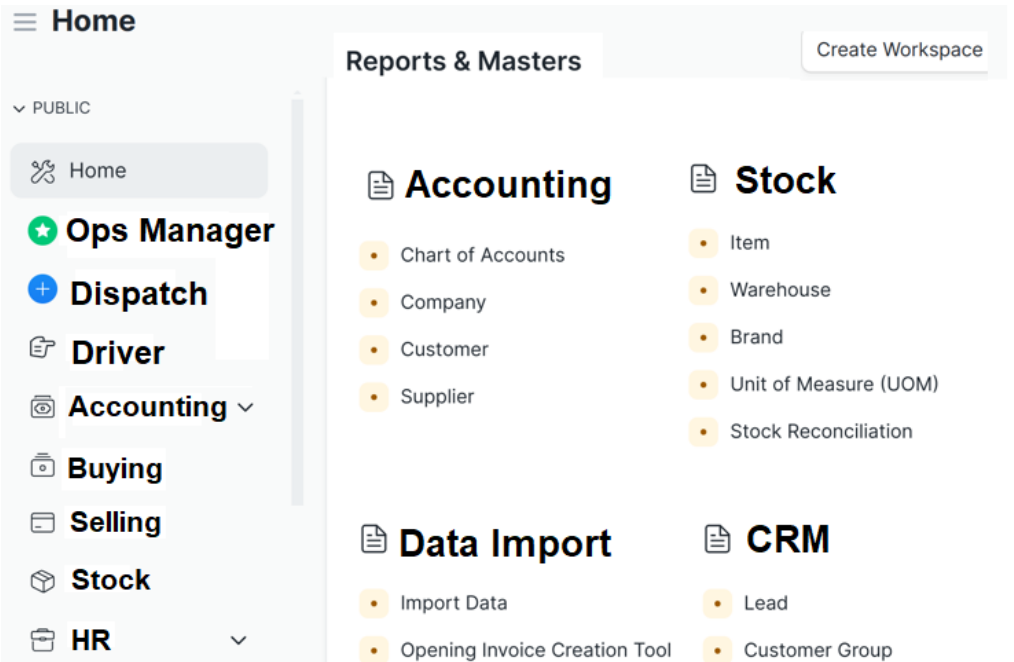 Home
Reports & Masters
Create Workspace
PUBLIC
Home
Ops Manager
Dispatch
Driver
Accounting
Buying
Selling
Stock
HR
Accounting
Chart of Accounts
Company
Customer
Supplier
Stock
Item
Warehouse
Brand
Unit of Measure (UOM)
Stock Reconciliation
Data Import
Import Data
Opening Invoice Creation Tool
CRM
Lead
Customer Group